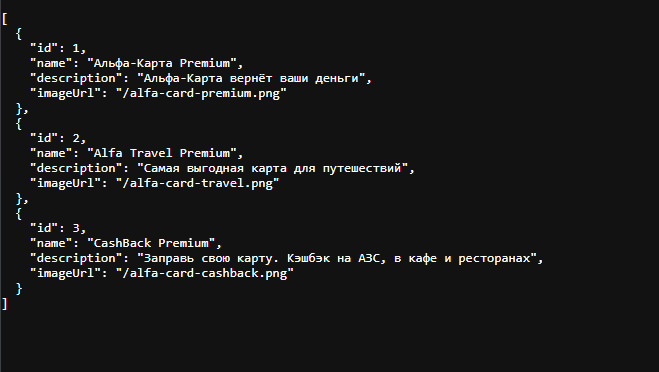 [
  {
    "id": 1,
    "name": "Альфа-Карта Premium",
    "description": "Альфа-Карта вернёт ваши деньги",
    "imageUrl": "/alfa-card-premium.png"
  },
  {
    "id": 2,
    "name": "Alfa Travel Premium",
    "description": "Самая выгодная карта для путешествий",
    "imageUrl": "/alfa-card-travel.png"
  },
  {
    "id": 3,
    "name": "CashBack Premium",
    "description": "Заправь свою карту. Кэшбэк на АЗС, в кафе и ресторанах",
    "imageUrl": "/alfa-card-cashback.png"
  }
]